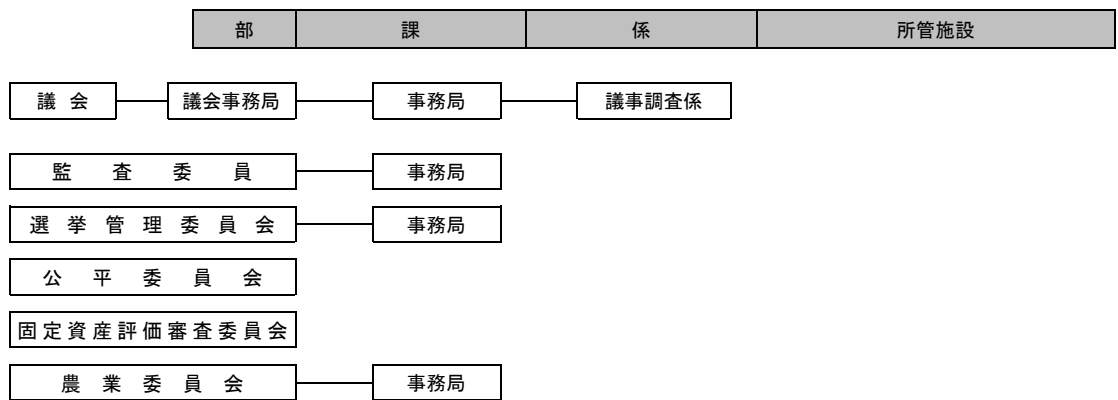 部 課 係 所管施設
議会 議会事務局 事務局 議事調査係
監査委員 事務局
選挙管理委員会 事務局
公平委員会
固定資産評価審査委員会
農業委員会 事務局